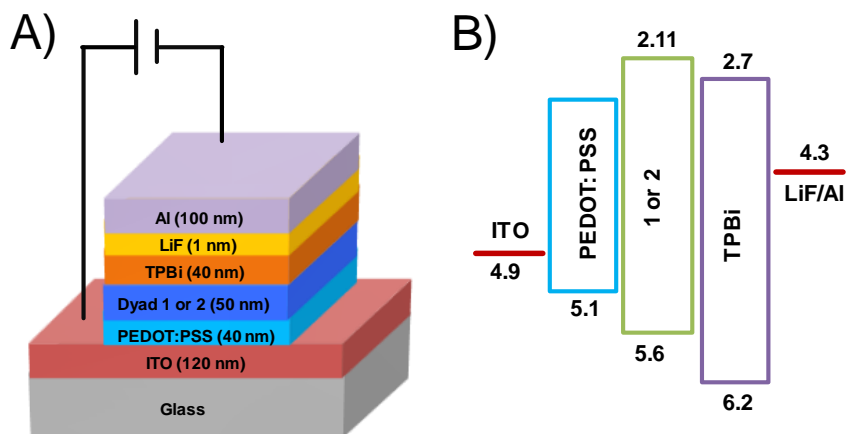 A)
Al (100 nm)
LiF (1 nm)
TPBi (40 nm)
Dyad 1 or 2 (50 nm)
PEDOT:PSS (40 nm)
ITO (120 nm)
Glass
B)
2.11
2.7
4.3
LiF/Al
ITO
4.9
PEDOT: PSS
1 or 2
TPBi
5.1
5.6
6.2